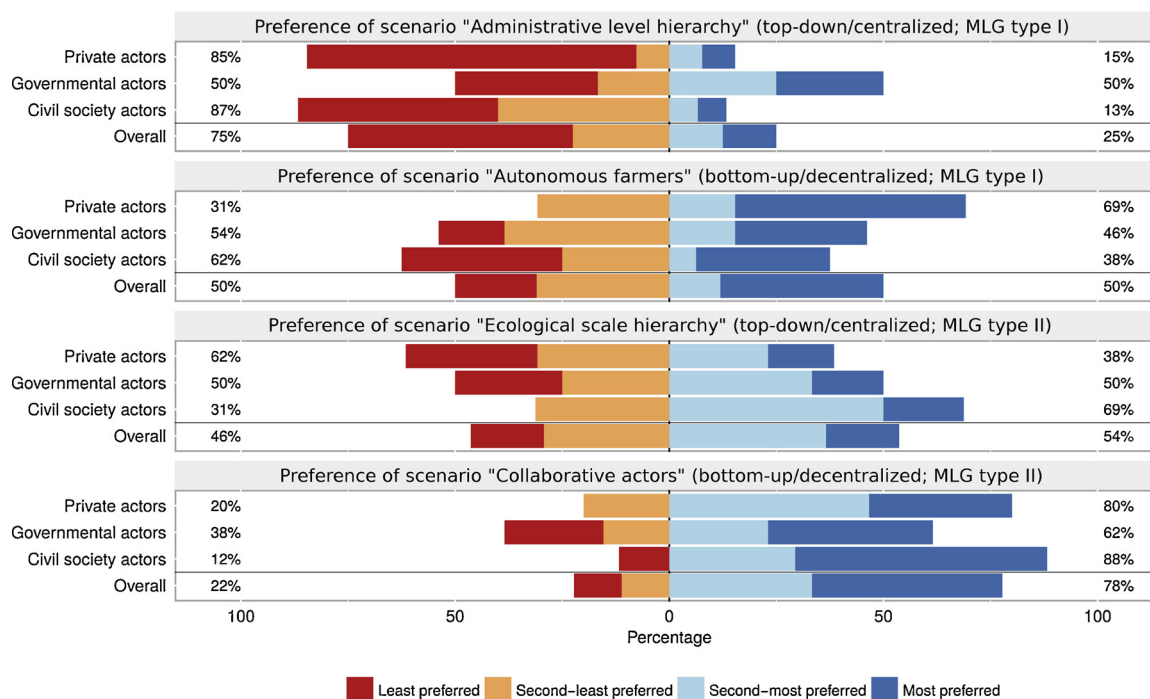 Preference of scenario "Administrative level hierarchy" (top-down/centralized; MLG type I)
Private actors 85% 15%
Governmental actors 50% 50%
Civil society actors 87% 13%
Overall 75% 25%
Preference of scenario "Autonomous farmers" (bottom-up/decentralized; MLG type I)
Private actors 31% 69%
Governmental actors 54% 46%
Civil society actors 62% 38%
Overall 50% 50%
Preference of scenario "Ecological scale hierarchy" (top-down/centralized; MLG type II)
Private actors 62% 38%
Governmental actors 50% 50%
Civil society actors 31% 69%
Overall 46% 54%
Preference of scenario "Collaborative actors" (bottom-up/decentralized; MLG type II)
Private actors 20% 80%
Governmental actors 38% 62%
Civil society actors 12% 88%
Overall 22% 78%
100 50 0 50 100
Percentage
Least preferred Second−least preferred Second−most preferred Most preferred